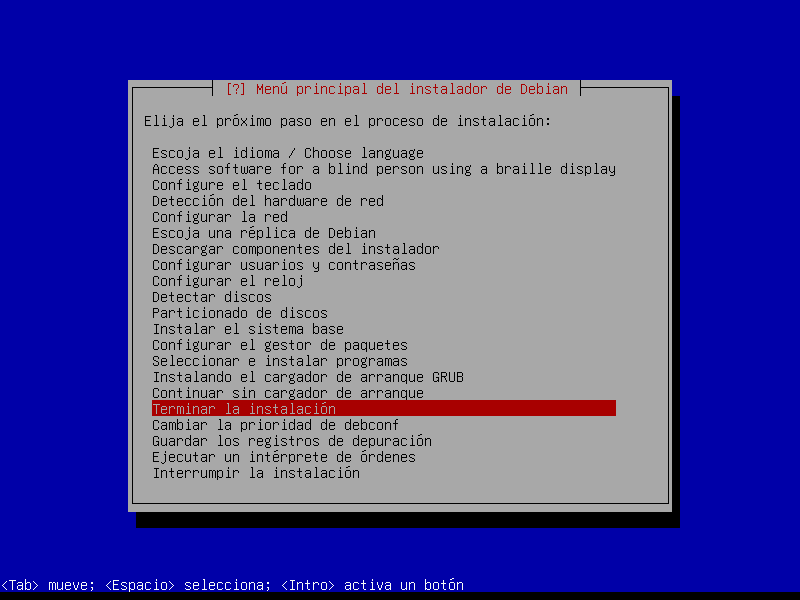 [?] Menú principal del instalador de Debian
Elija el próximo paso en el proceso de instalación:
Escoja el idioma / Choose language
Access software for a blind person using a braille display
Configure el teclado
Detección del hardware de red
Configurar la red
Escoja una réplica de Debian
Descargar componentes del instalador
Configurar usuarios y contraseñas
Configurar el reloj
Detectar discos
Particionado de discos
Instalar el sistema base
Configurar el gestor de paquetes
Seleccionar e instalar programas
Instalando el cargador de arranque GRUB
Continuar sin cargador de arranque
Terminar la instalación
Cambiar la prioridad de debconf
Guardar los registros de depuración
Ejecutar un intérprete de órdenes
Interrumpir la instalación
<Tab> mueve; <Espacio> selecciona; <Intro> activa un botón